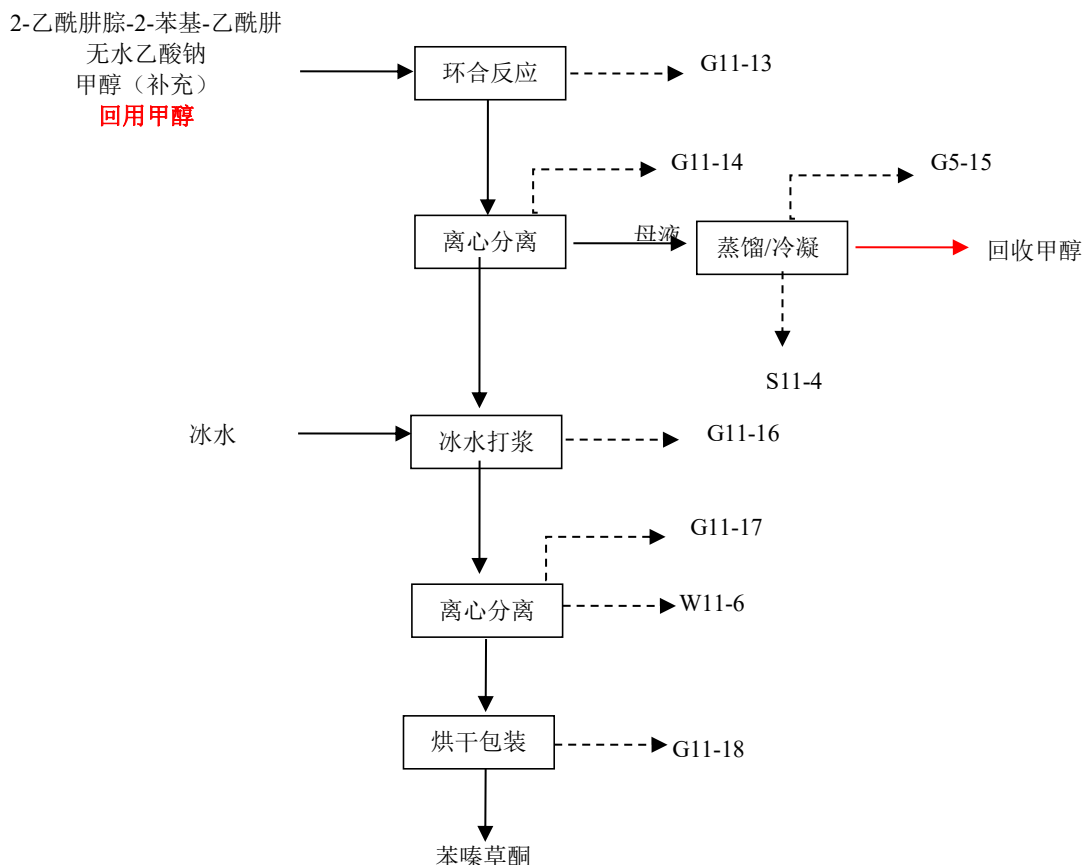 2-乙酰肼腙-2-苯基-乙酰肼
无水乙酸钠
甲醇（补充）
回用甲醇
环合反应
G11-13
G11-14
G5-15
离心分离
母液
蒸馏/冷凝
回收甲醇
S11-4
冰水
冰水打浆
G11-16
G11-17
离心分离
W11-6
烘干包装
G11-18
苯嗪草酮